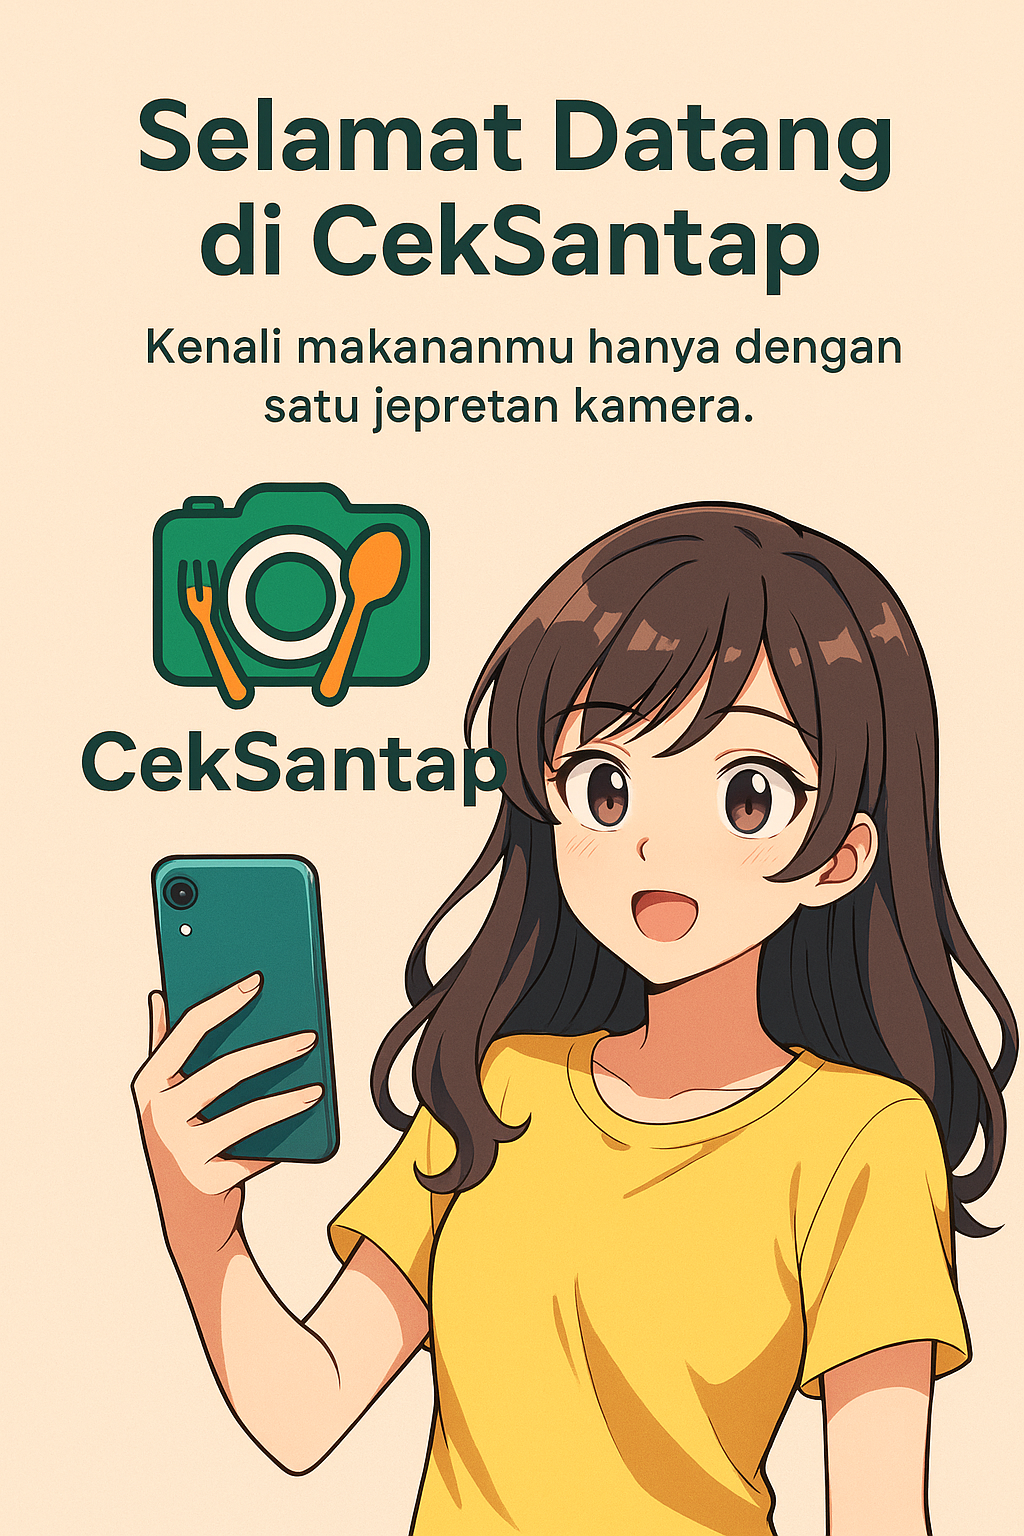 Selamat Datang
di CekSantap
Kenali makananmu hanya dengan
satu jepretan kamera.
CekSantap